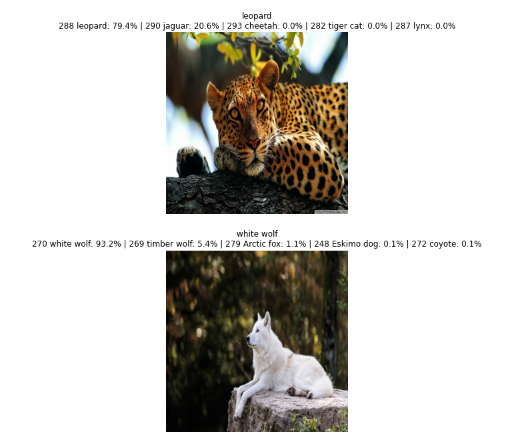 leopard
288 leopard: 79.4% | 290 jaguar: 20.6% | 293 cheetah: 0.0% | 282 tiger cat: 0.0% | 287 lynx: 0.0%
white wolf
270 white wolf: 93.2% | 269 timber wolf: 5.4% | 279 Arctic fox: 1.1% | 248 Eskimo dog: 0.1% | 272 coyote: 0.1%